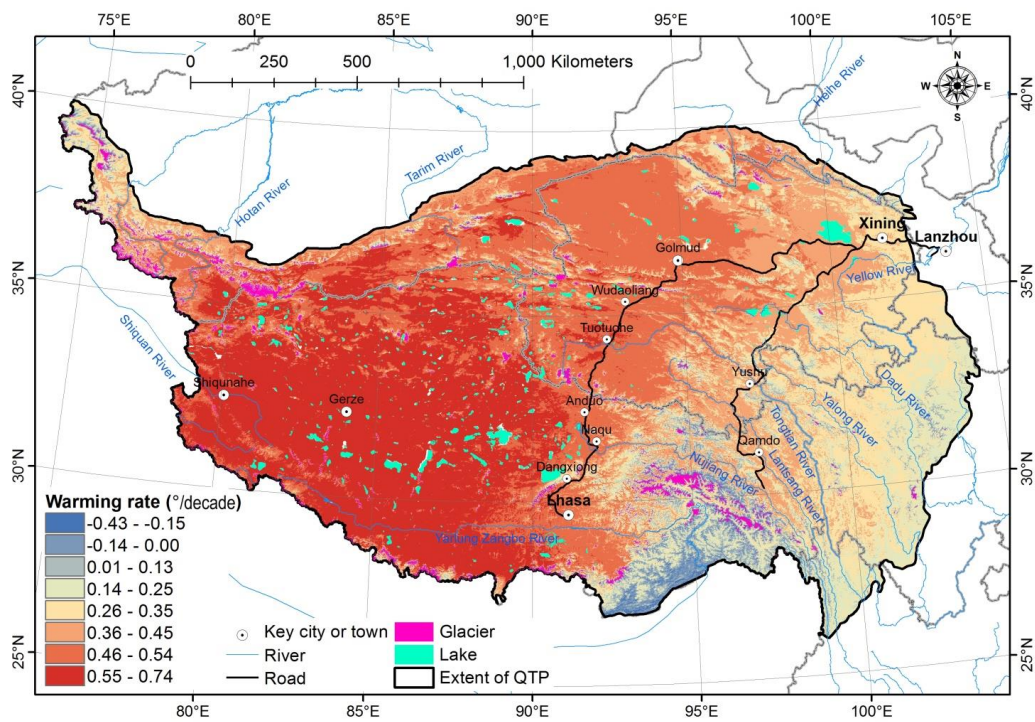 75°E 80°E 85°E 90°E 95°E 100°E 105°E
0 250 500 1,000 Kilometers
N
W E
S
40°N
40°N
Heihe River
Tarim River
Hotan River
Xining
Lanzhou
Golmud
Yellow River
35°N
35°N
Wudaoliang
Tuotuohe
Shiquan River
Shiqunahe
Gerze
Yushu
Dadu River
Anduo
Yalong River
Naqu
Tongtian River
Qamdo
30°N
30°N
Dangxiong
Nujiang River
Lantsang River
Lhasa
Yarlung Zangbo River
Warming rate (°/decade)
-0.43 - -0.15
-0.14 - 0.00
0.01 - 0.13
0.14 - 0.25
0.26 - 0.35
0.36 - 0.45
0.46 - 0.54
0.55 - 0.74
Key city or town
River
Road
Glacier
Lake
Extent of QTP
25°N
25°N
80°E 85°E 90°E 95°E 100°E